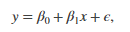 y = β₀ + β₁x + ϵ,